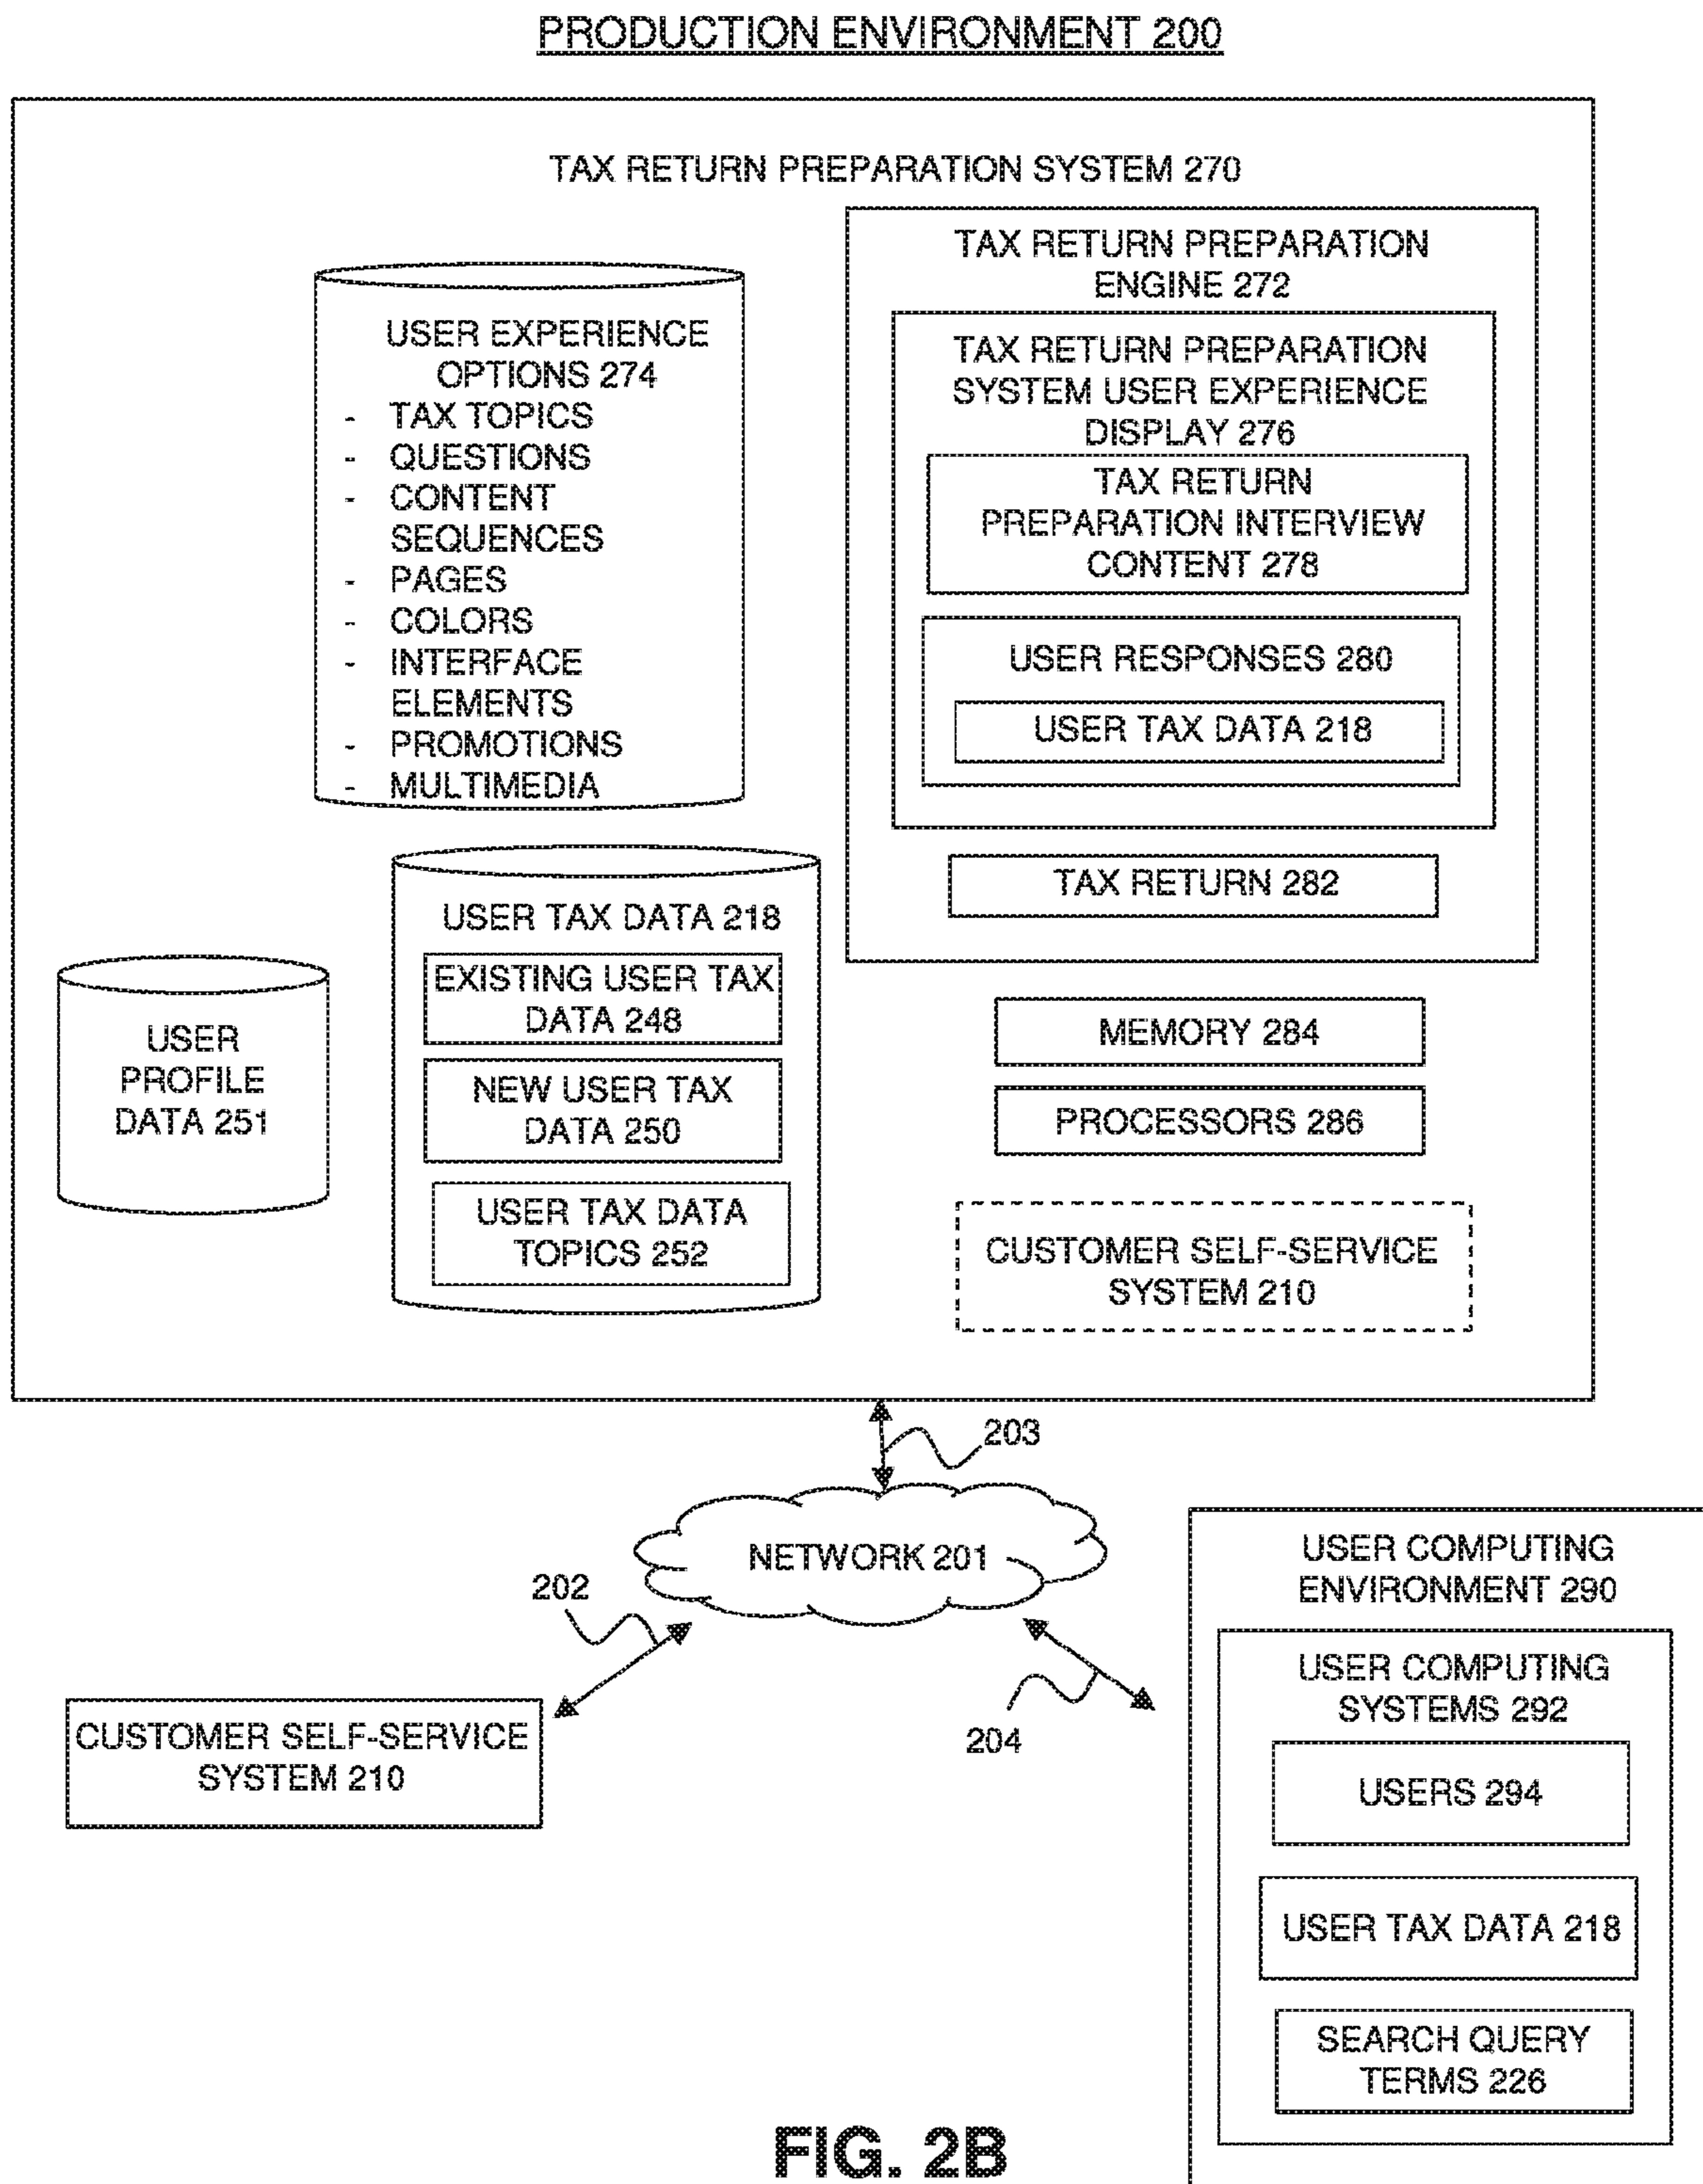 PRODUCTION ENVIRONMENT 200
TAX RETURN PREPARATION SYSTEM 270
USER EXPERIENCE
OPTIONS 274
- TAX TOPICS
- QUESTIONS
- CONTENT
SEQUENCES
- PAGES
- COLORS
- INTERFACE
ELEMENTS
- PROMOTIONS
- MULTIMEDIA
TAX RETURN PREPARATION
ENGINE 272
TAX RETURN PREPARATION
SYSTEM USER EXPERIENCE
DISPLAY 276
TAX RETURN
PREPARATION INTERVIEW
CONTENT 278
USER RESPONSES 280
USER TAX DATA 218
TAX RETURN 282
USER
PROFILE
DATA 251
USER TAX DATA 218
EXISTING USER TAX
DATA 248
NEW USER TAX
DATA 250
USER TAX DATA
TOPICS 252
MEMORY 284
PROCESSORS 286
CUSTOMER SELF-SERVICE
SYSTEM 210
203
NETWORK 201
202
204
CUSTOMER SELF-SERVICE
SYSTEM 210
USER COMPUTING
ENVIRONMENT 290
USER COMPUTING
SYSTEMS 292
USERS 294
USER TAX DATA 218
SEARCH QUERY
TERMS 226
FIG. 2B